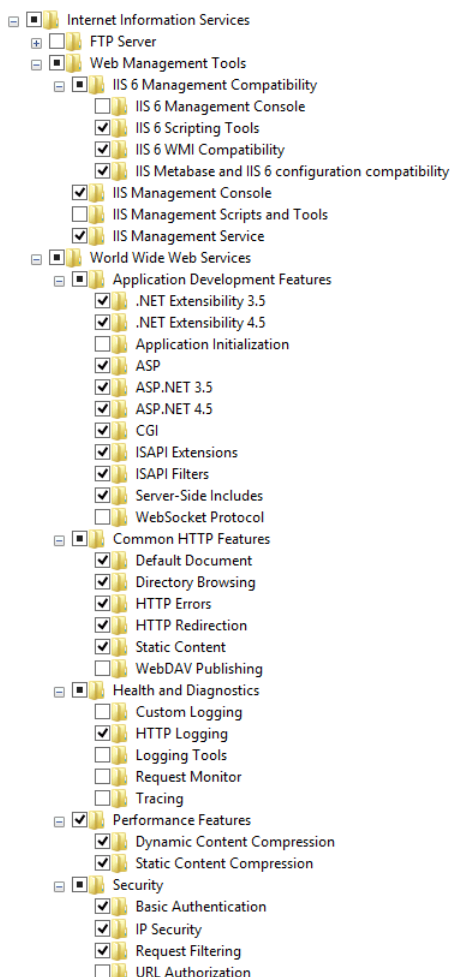 Internet Information Services
FTP Server
Web Management Tools
IIS 6 Management Compatibility
IIS 6 Management Console
IIS 6 Scripting Tools
IIS 6 WMI Compatibility
IIS Metabase and IIS 6 configuration compatibility
IIS Management Console
IIS Management Scripts and Tools
IIS Management Service
World Wide Web Services
Application Development Features
.NET Extensibility 3.5
.NET Extensibility 4.5
Application Initialization
ASP
ASP.NET 3.5
ASP.NET 4.5
CGI
ISAPI Extensions
ISAPI Filters
Server-Side Includes
WebSocket Protocol
Common HTTP Features
Default Document
Directory Browsing
HTTP Errors
HTTP Redirection
Static Content
WebDAV Publishing
Health and Diagnostics
Custom Logging
HTTP Logging
Logging Tools
Request Monitor
Tracing
Performance Features
Dynamic Content Compression
Static Content Compression
Security
Basic Authentication
IP Security
Request Filtering
URL Authorization